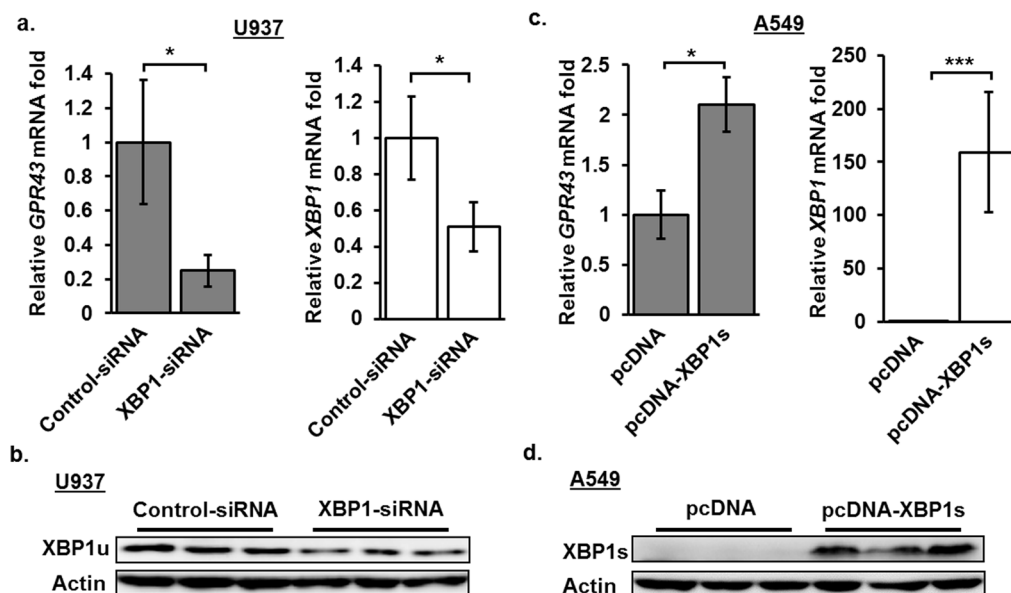 a.
U937
Relative GPR43 mRNA fold
1.4
1.2
1
0.8
0.6
0.4
0.2
0
*
Control-siRNA
XBP1-siRNA
Relative XBP1 mRNA fold
1.4
1.2
1
0.8
0.6
0.4
0.2
0
*
Control-siRNA
XBP1-siRNA
c.
A549
Relative GPR43 mRNA fold
2.5
2
1.5
1
0.5
0
*
pcDNA
pcDNA-XBP1s
Relative XBP1 mRNA fold
250
200
150
100
50
0
***
pcDNA
pcDNA-XBP1s
b.
U937
Control-siRNA XBP1-siRNA
XBP1u
Actin
d.
A549
pcDNA pcDNA-XBP1s
XBP1s
Actin